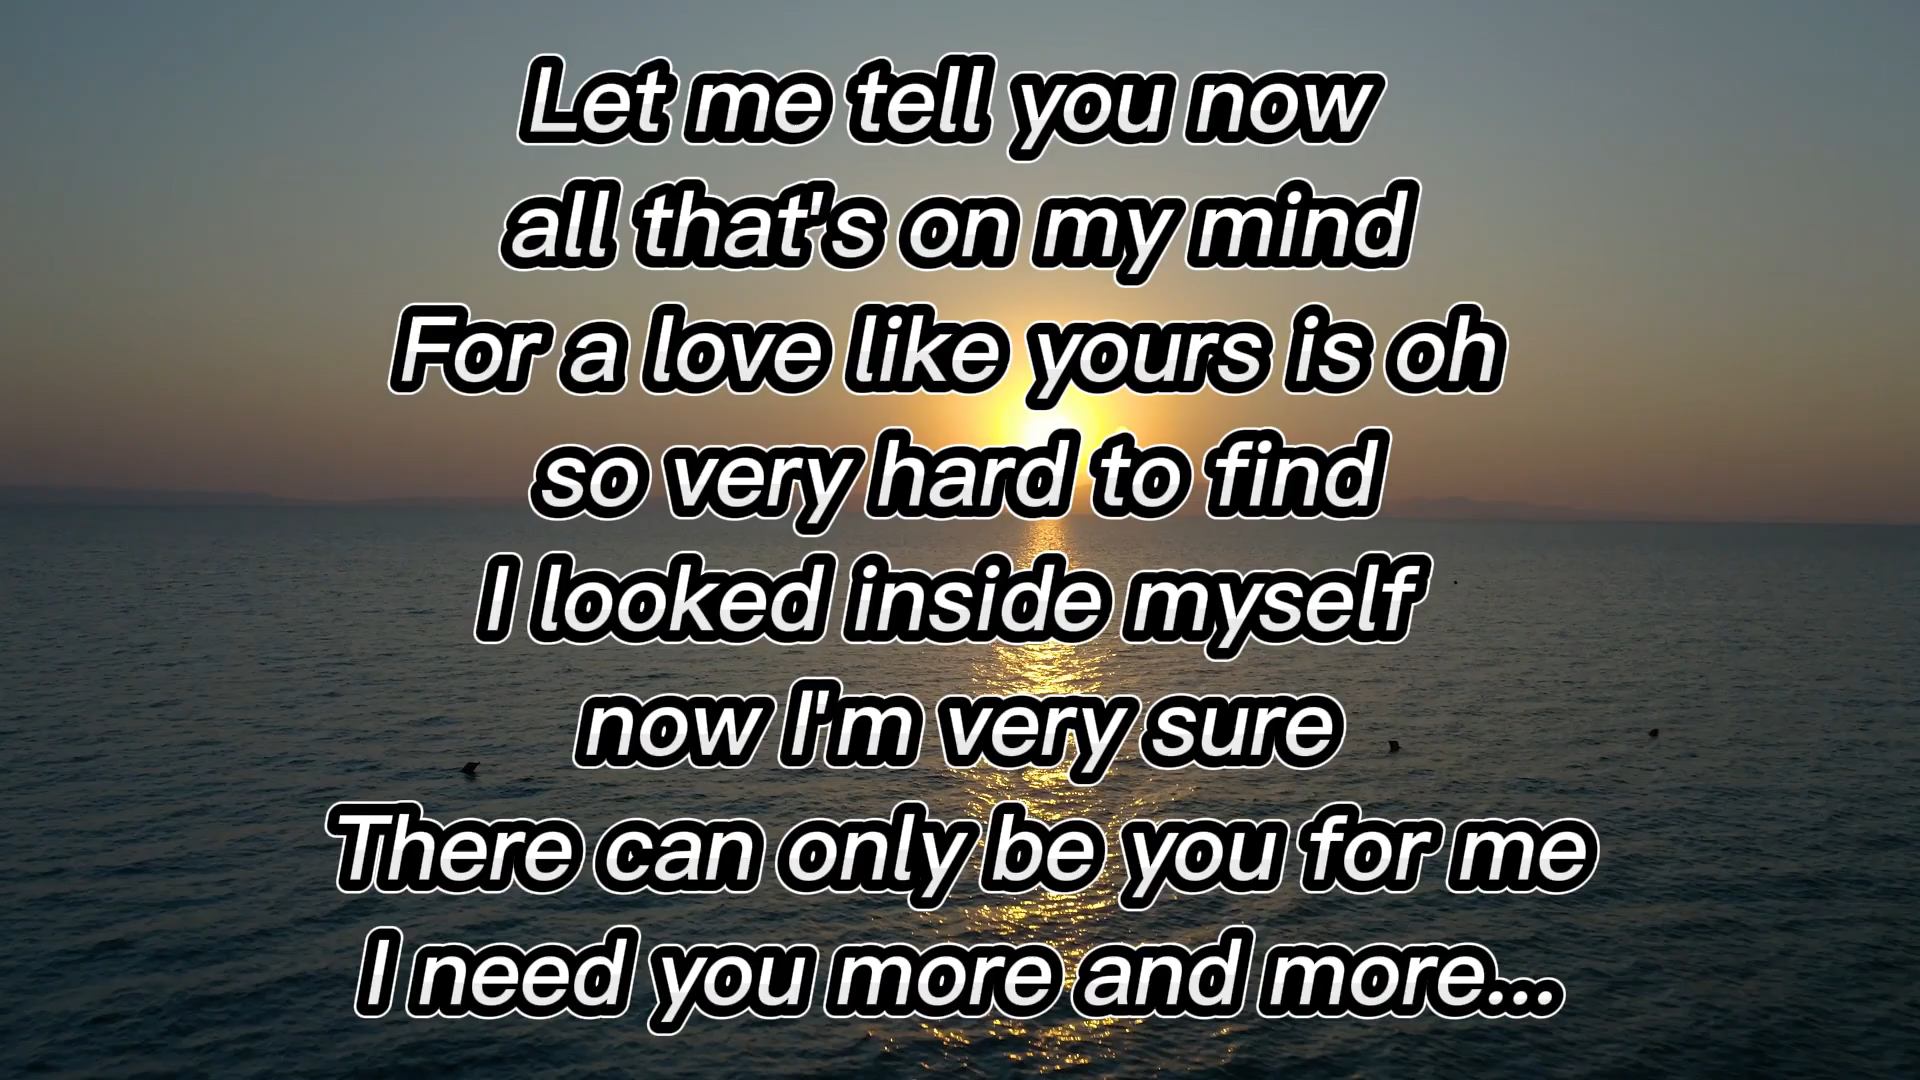 Let me tell you now
all that's on my mind
For a love like yours is oh
so very hard to find
I looked inside myself
now I'm very sure
There can only be you for me
I need you more and more...